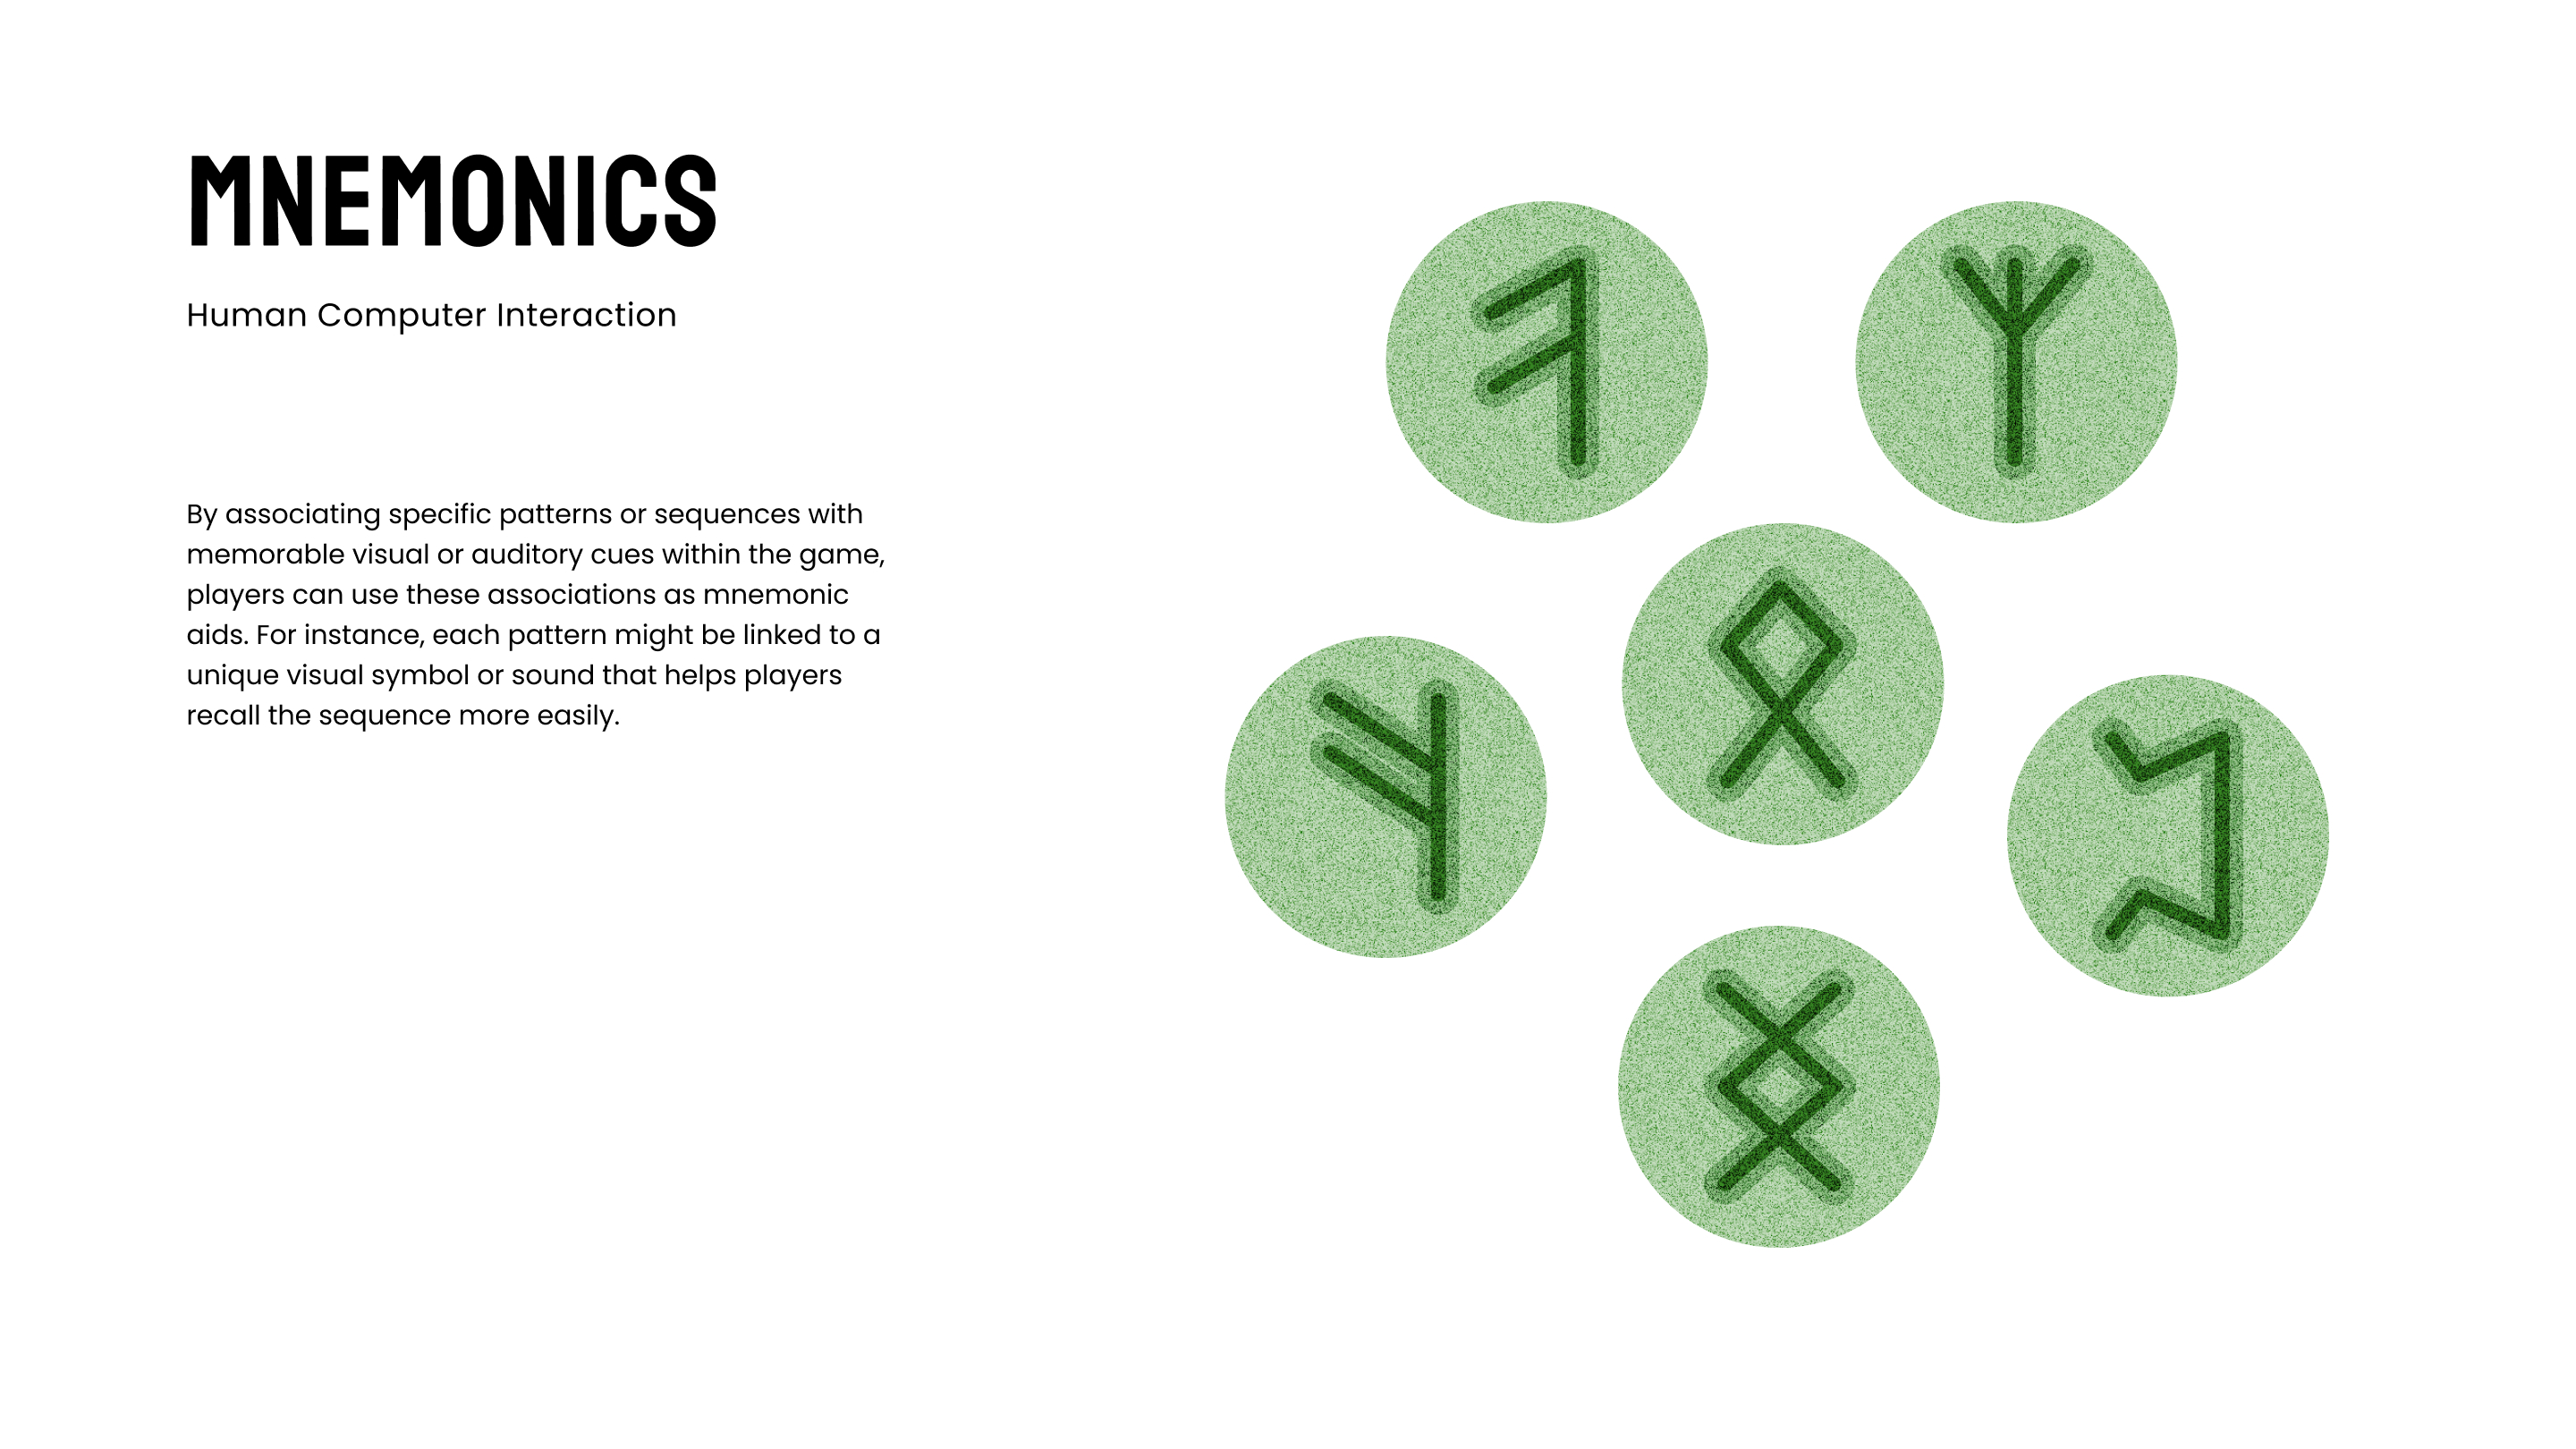 MNEMONICS
Human Computer Interaction
By associating specific patterns or sequences with
memorable visual or auditory cues within the game,
players can use these associations as mnemonic
aids. For instance, each pattern might be linked to a
unique visual symbol or sound that helps players
recall the sequence more easily.